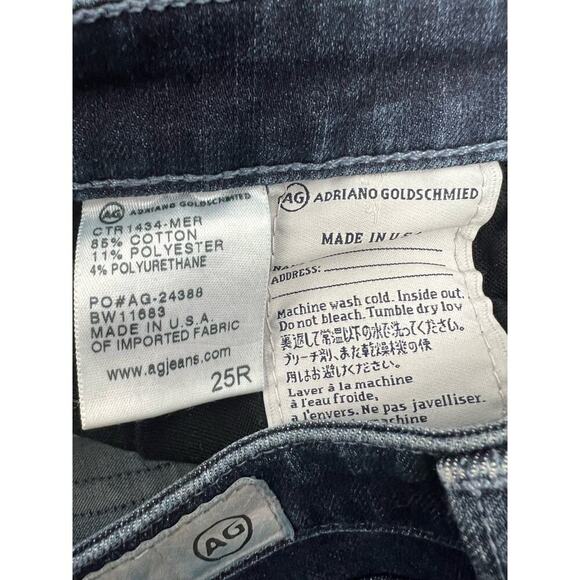 AG ADRIANO GOLDSCHMIED
CTR1434-MER
85% COTTON
11% POLYESTER
4% POLYURETHANE
PO#AG-24388
BW11683
MADE IN U.S.A.
OF IMPORTED FABRIC
www.agjeans.com
25R
AG ADRIANO GOLDSCHMIED
MADE IN U.S.
ADDRESS:
Machine wash cold. Inside out.
Do not bleach. Tumble dry low
裏返して常温以下の水で洗ってください。
ブリーチ剤、また乾燥機の使
用はお避けください。
Laver à la machine
à l'eau froide,
a l'envers. Ne pas javelliser.
machine
AG